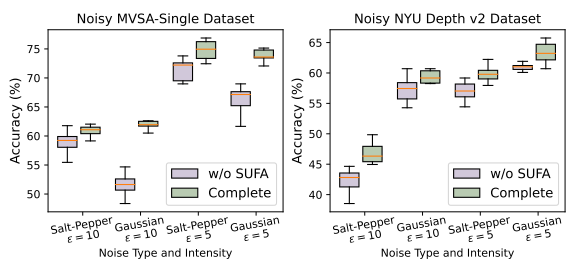 Noisy MVSA-Single Dataset
Accuracy (%)
75
70
65
60
55
50
w/o SUFA
Complete
Salt-Pepper
ε = 10
Gaussian
ε = 10
Salt-Pepper
ε = 5
Gaussian
ε = 5
Noise Type and Intensity
Noisy NYU Depth v2 Dataset
Accuracy (%)
65
60
55
50
45
40
w/o SUFA
Complete
Salt-Pepper
ε = 10
Gaussian
ε = 10
Salt-Pepper
ε = 5
Gaussian
ε = 5
Noise Type and Intensity